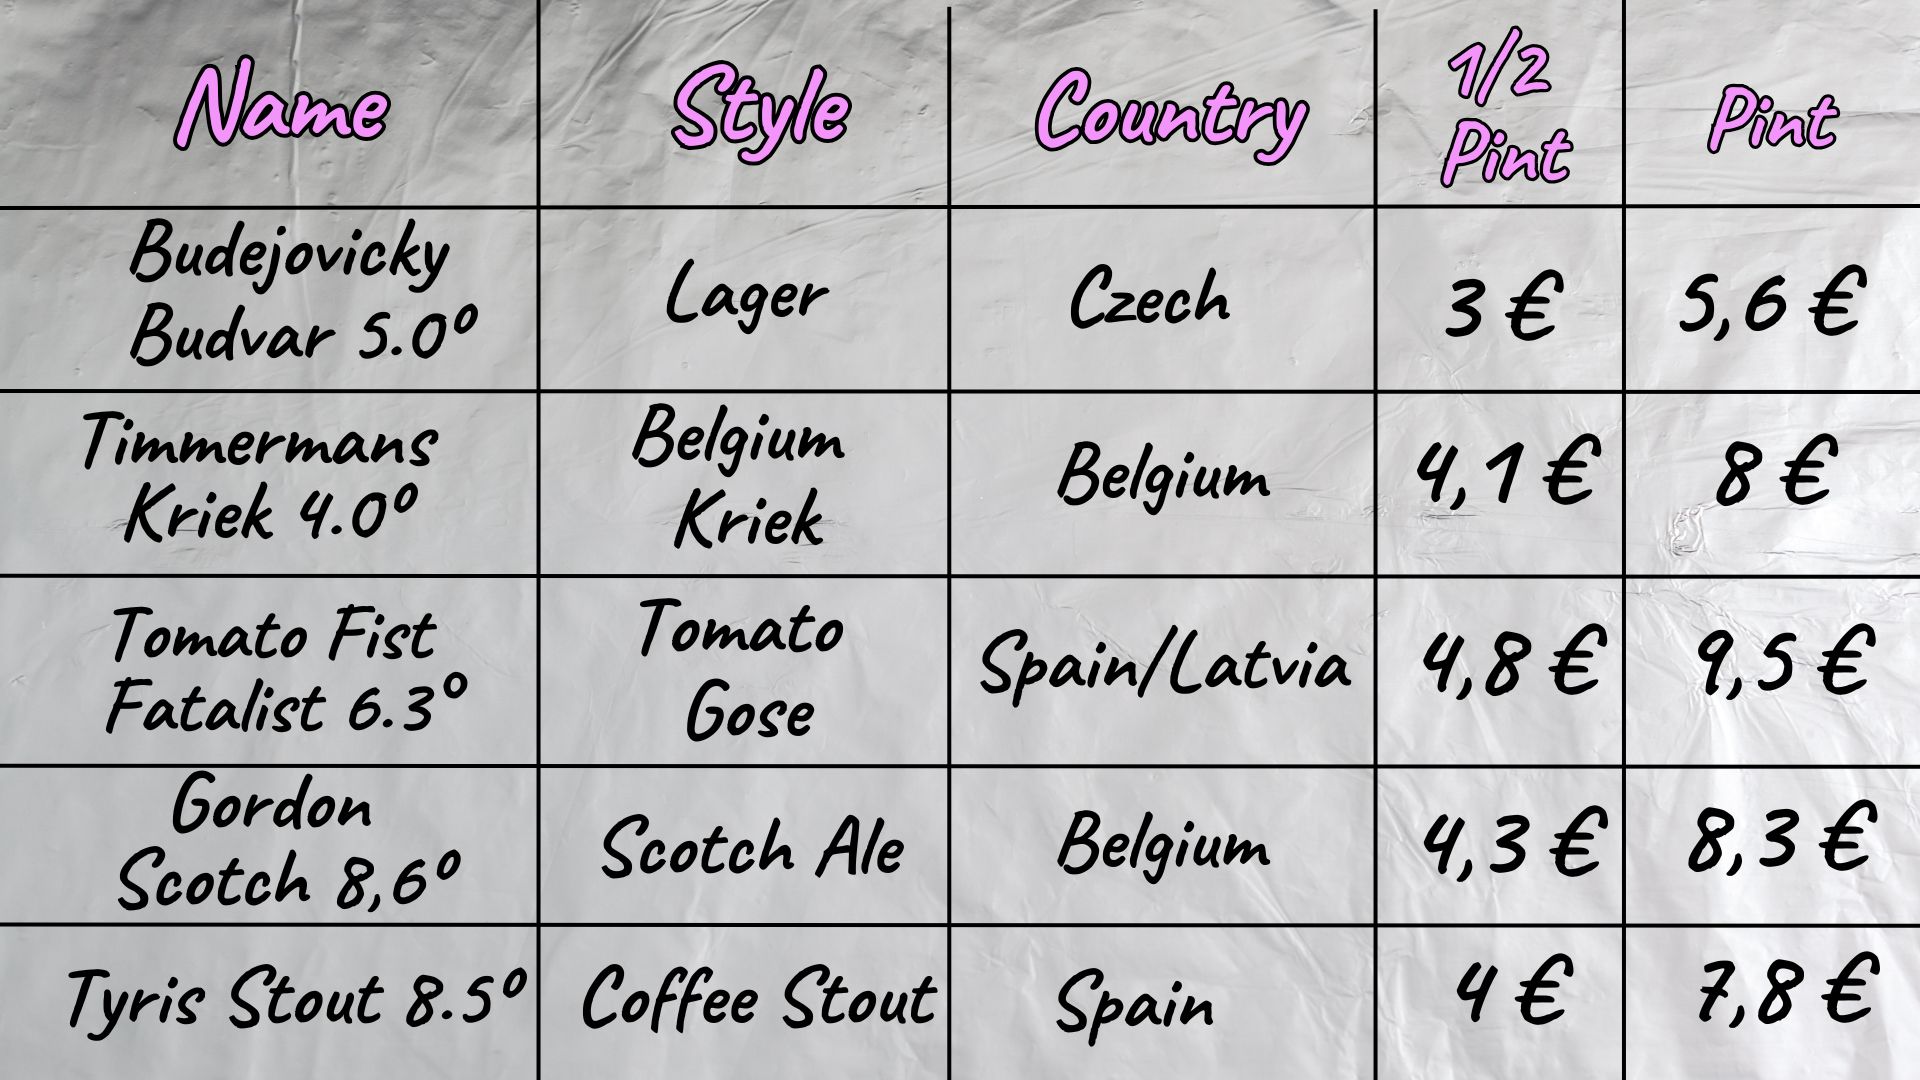 Name Style Country 1/2 Pint Pint
Budejovicky
Budvar 5.0º Lager Czech 3 € 5,6 €
Timmermans
Kriek 4.0º Belgium
Kriek Belgium 4,1 € 8 €
Tomato Fist
Fatalist 6.3º Tomato
Gose Spain/Latvia 4,8 € 9,5 €
Gordon
Scotch 8,6º Scotch Ale Belgium 4,3 € 8,3 €
Tyris Stout 8.5º Coffee Stout Spain 4 € 7,8 €